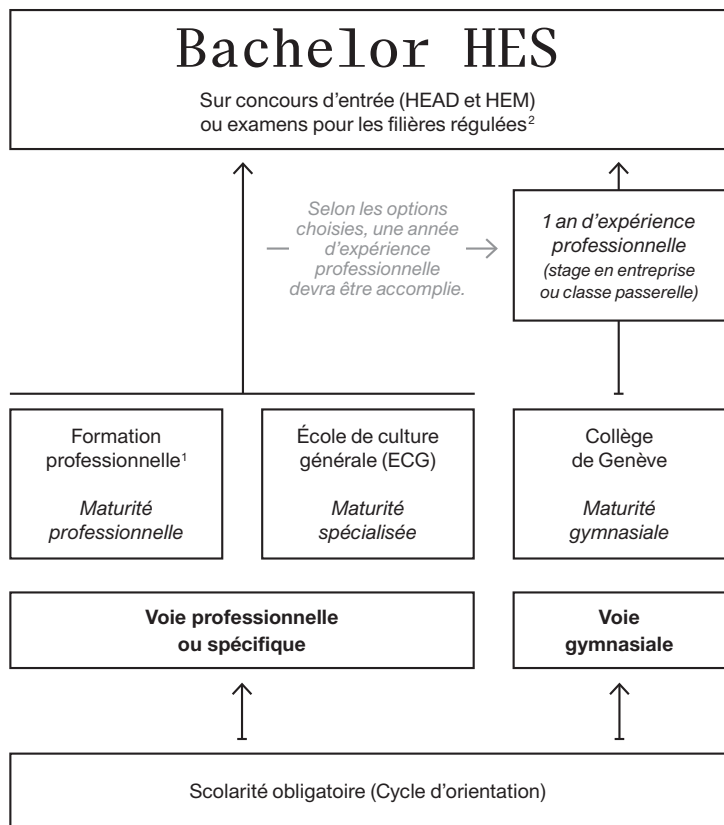 Bachelor HES
Sur concours d'entrée (HEAD et HEM)
ou examens pour les filières régulées²
Selon les options
choisies, une année
d'expérience
professionnelle
devra être accomplie.
1 an d'expérience
professionnelle
(stage en entreprise
ou classe passerelle)
Formation
professionnelle¹
Maturité
professionnelle
École de culture
générale (ECG)
Maturité
spécialisée
Collège
de Genève
Maturité
gymnasiale
Voie professionnelle
ou spécifique
Voie
gymnasiale
Scolarité obligatoire (Cycle d'orientation)